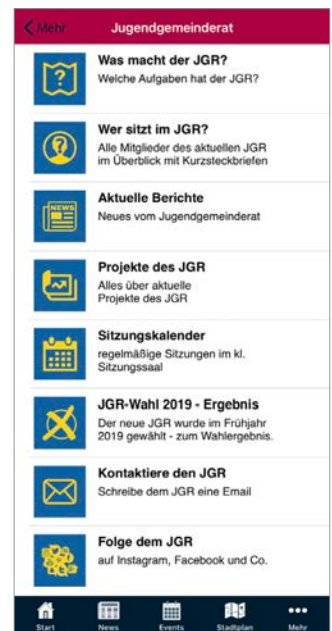 Mehr
Jugendgemeinderat
Was macht der JGR?
Welche Aufgaben hat der JGR?
Wer sitzt im JGR?
Alle Mitglieder des aktuellen JGR
im Überblick mit Kurzsteckbriefen
NEWS
Aktuelle Berichte
Neues vom Jugendgemeinderat
Projekte des JGR
Alles über aktuelle
Projekte des JGR
Sitzungskalender
regelmäßige Sitzungen im kl.
Sitzungssaal
JGR-Wahl 2019 - Ergebnis
Der neue JGR wurde im Frühjahr
2019 gewählt - zum Wahlergebnis.
Kontaktiere den JGR
Schreibe dem JGR eine Email
Folge dem JGR
auf Instagram, Facebook und Co.
Start
News
Events
Stadtplan
Mehr